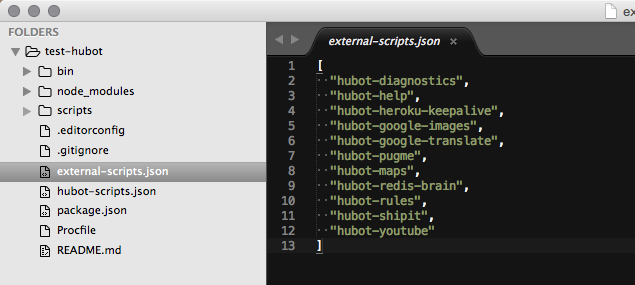 ex
FOLDERS
test-hubot
bin
node_modules
scripts
.editorconfig
.gitignore
external-scripts.json
hubot-scripts.json
package.json
Procfile
README.md
external-scripts.json ×
1 [
2 "hubot-diagnostics",
3 "hubot-help",
4 "hubot-heroku-keepalive",
5 "hubot-google-images",
6 "hubot-google-translate",
7 "hubot-pugme",
8 "hubot-maps",
9 "hubot-redis-brain",
10 "hubot-rules",
11 "hubot-shipit",
12 "hubot-youtube"
13 ]